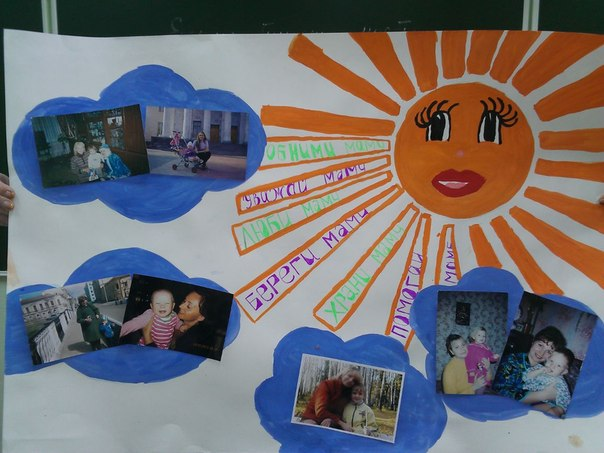 обними маму
уважай маму
люби маму
береги маму
храни маму
помогай
маме